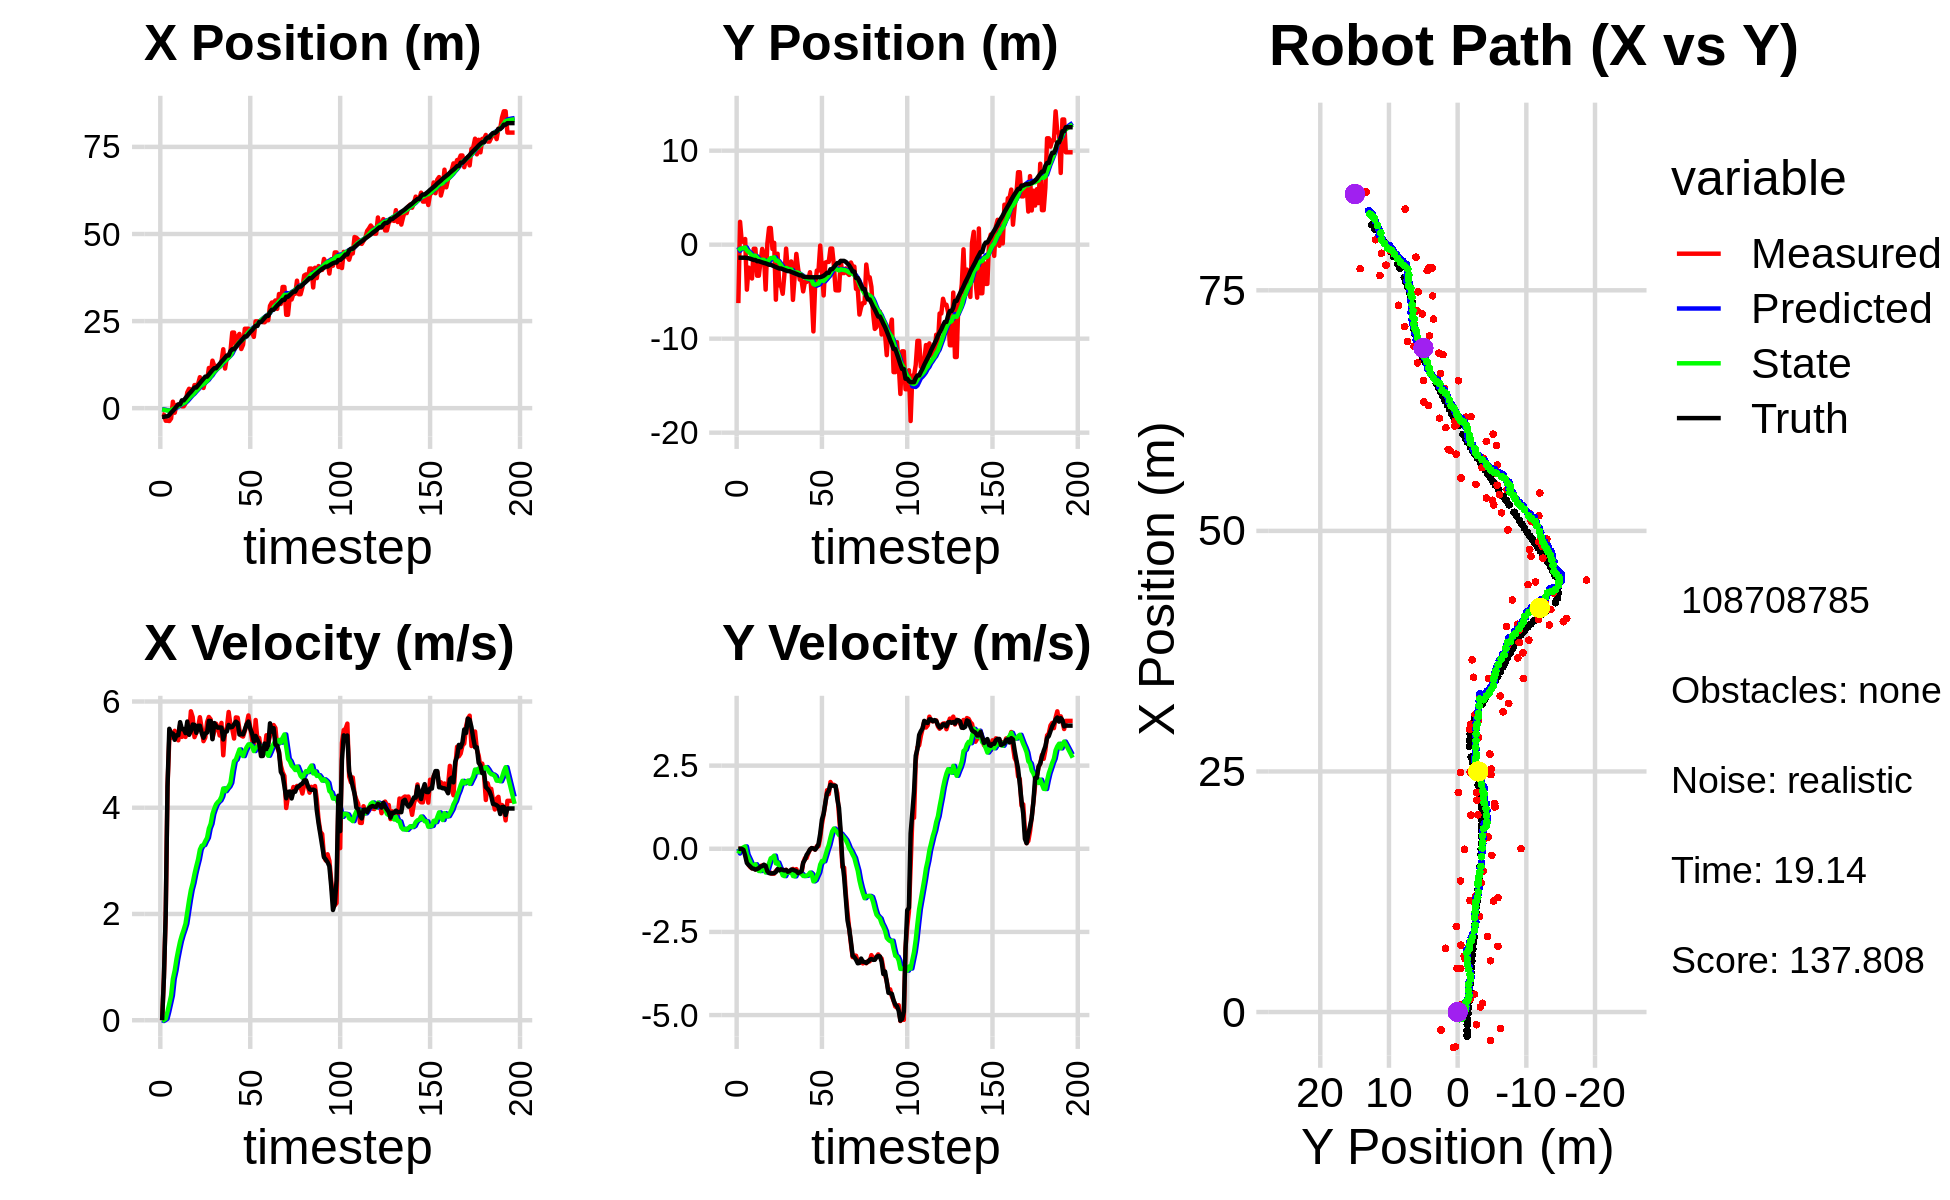 X Position (m)
75
50
25
0
0
50
100
150
200
timestep
Y Position (m)
10
0
-10
-20
0
50
100
150
200
timestep
X Velocity (m/s)
6
4
2
0
0
50
100
150
200
timestep
Y Velocity (m/s)
2.5
0.0
-2.5
-5.0
0
50
100
150
200
timestep
Robot Path (X vs Y)
X Position (m)
75
50
25
0
20 10 0 -10 -20
Y Position (m)
variable
Measured
Predicted
State
Truth
108708785
Obstacles: none
Noise: realistic
Time: 19.14
Score: 137.808